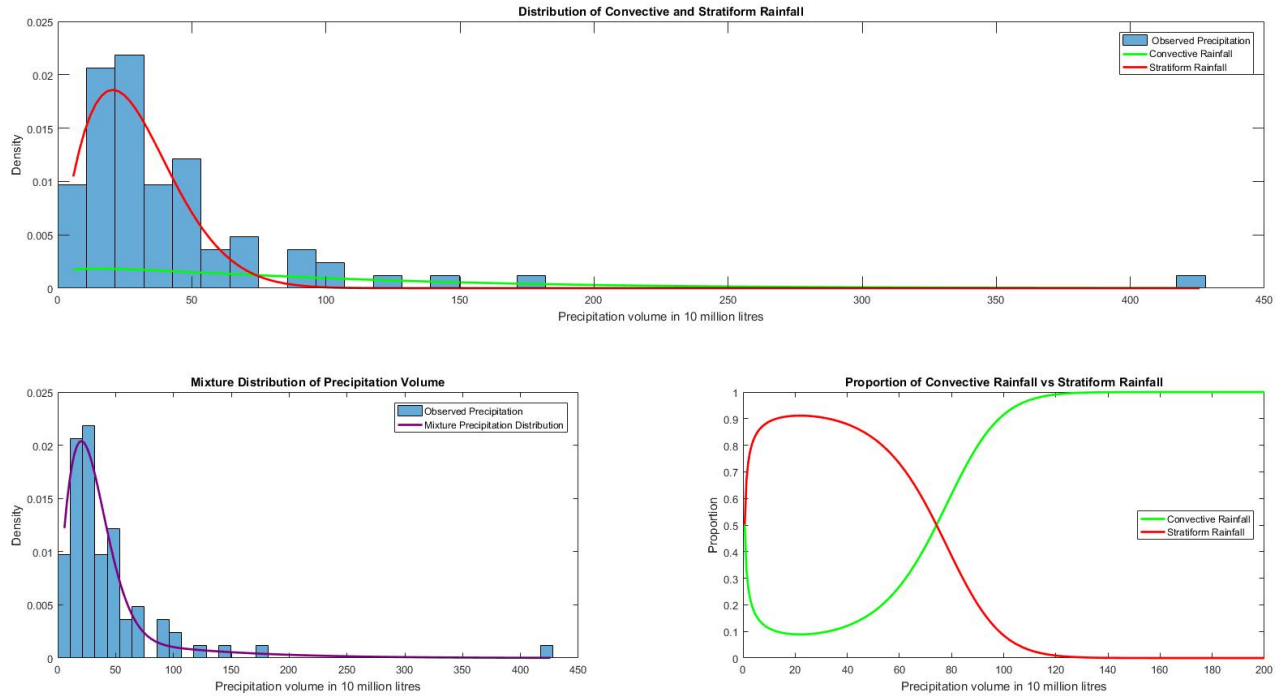 Distribution of Convective and Stratiform Rainfall
0.025
0.02
0.015
0.01
0.005
0
Density
Observed Precipitation
Convective Rainfall
Stratiform Rainfall
0 50 100 150 200 250 300 350 400 450
Precipitation volume in 10 million litres
Mixture Distribution of Precipitation Volume
0.025
0.02
0.015
0.01
0.005
0
Density
Observed Precipitation
Mixture Precipitation Distribution
0 50 100 150 200 250 300 350 400 450
Precipitation volume in 10 million litres
Proportion of Convective Rainfall vs Stratiform Rainfall
1
0.9
0.8
0.7
0.6
0.5
0.4
0.3
0.2
0.1
0
Proportion
Convective Rainfall
Stratiform Rainfall
0 20 40 60 80 100 120 140 160 180 200
Precipitation volume in 10 million litres